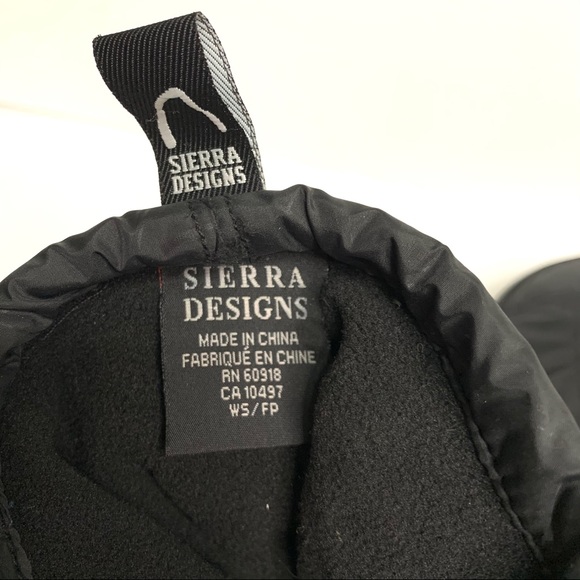 SIERRA
DESIGNS
SIERRA
DESIGNS
MADE IN CHINA
FABRIQUÉ EN CHINE
RN 60918
CA 10497
WS/FP